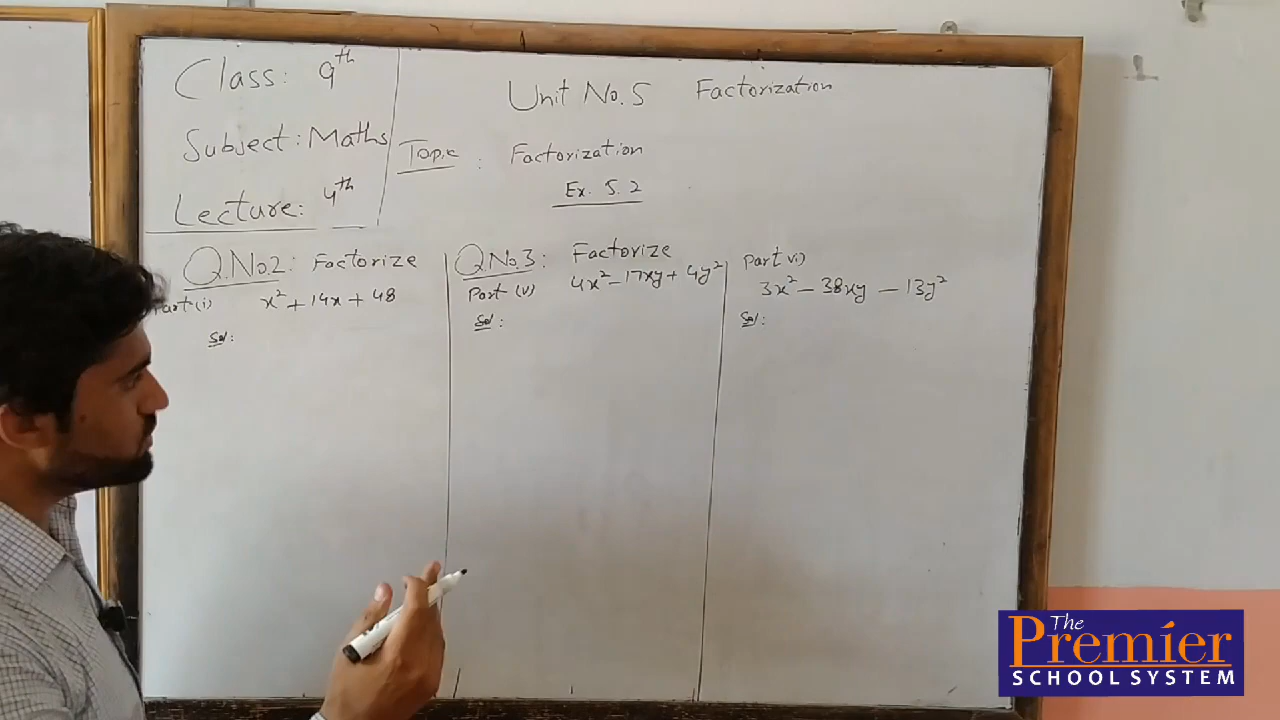 Class: 9th
Subject: Maths
Lecture: 4th
Unit No. 5 Factorization
Topic : Factorization
Ex. 5.2
Q.No.2: Factorize
Part (i) x² + 14x + 48
Sol:
Q.No.3: Factorize
Part (v) 4x² - 17xy + 4y²
Sol:
Part vi)
3x² - 38xy - 13y²
Sol:
The
Premier
SCHOOL SYSTEM